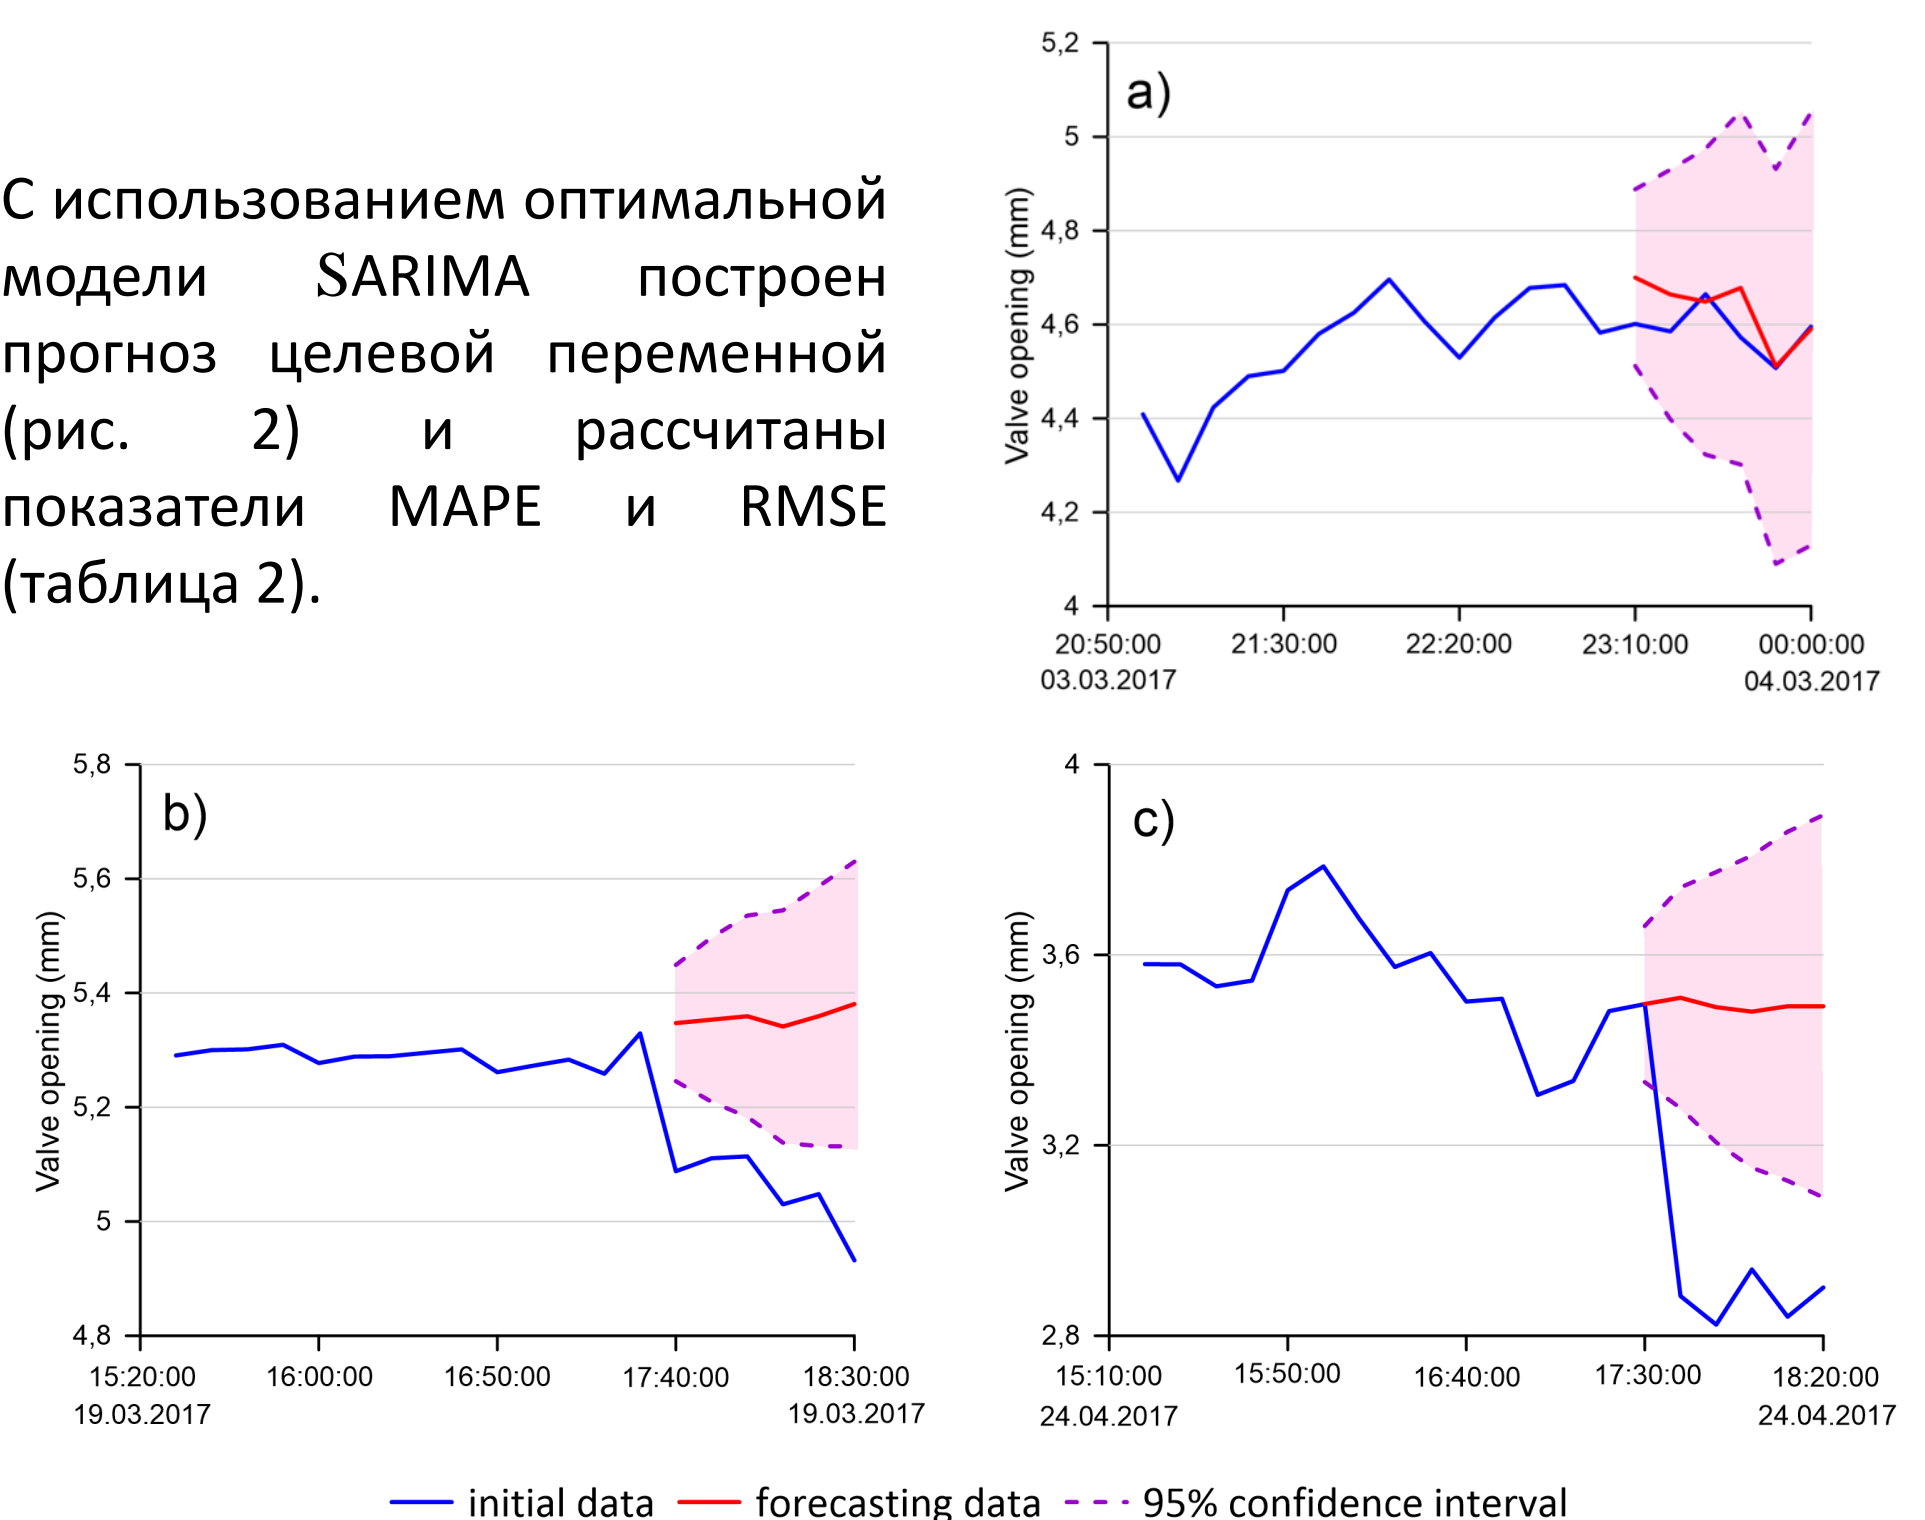 С использованием оптимальной
модели SARIMA построен
прогноз целевой переменной
(рис. 2) и рассчитаны
показатели MAPE и RMSE
(таблица 2).
a)
Valve opening (mm)
5,2
5
4,8
4,6
4,4
4,2
4
20:50:00 21:30:00 22:20:00 23:10:00 00:00:00
03.03.2017 04.03.2017
b)
Valve opening (mm)
5,8
5,6
5,4
5,2
5
4,8
15:20:00 16:00:00 16:50:00 17:40:00 18:30:00
19.03.2017 19.03.2017
c)
Valve opening (mm)
4
3,6
3,2
2,8
15:10:00 15:50:00 16:40:00 17:30:00 18:20:00
24.04.2017 24.04.2017
initial data forecasting data 95% confidence interval